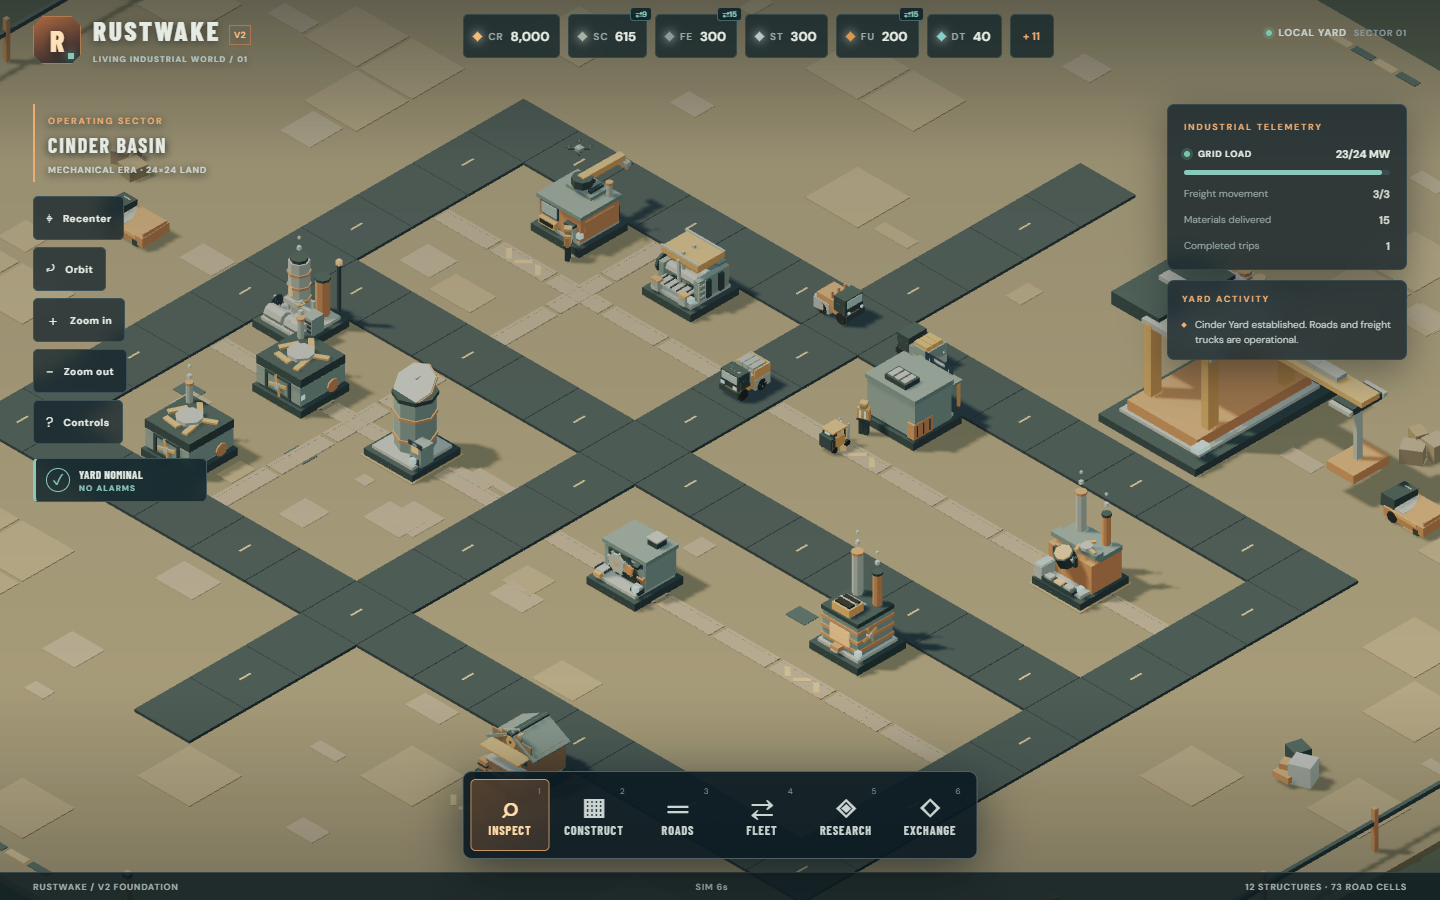 R
RUSTWAKE V2
LIVING INDUSTRIAL WORLD / 01
CR 8,000
⇄9
SC 615
⇄15
FE 300
ST 300
⇄15
FU 200
DT 40
+11
LOCAL YARD SECTOR 01
OPERATING SECTOR
CINDER BASIN
MECHANICAL ERA · 24×24 LAND
Recenter
Orbit
+ Zoom in
− Zoom out
? Controls
YARD NOMINAL
NO ALARMS
INDUSTRIAL TELEMETRY
GRID LOAD 23/24 MW
Freight movement 3/3
Materials delivered 15
Completed trips 1
YARD ACTIVITY
Cinder Yard established. Roads and freight
trucks are operational.
1
INSPECT
2
CONSTRUCT
3
ROADS
4
FLEET
5
RESEARCH
6
EXCHANGE
RUSTWAKE / V2 FOUNDATION
SIM 6s
12 STRUCTURES · 73 ROAD CELLS